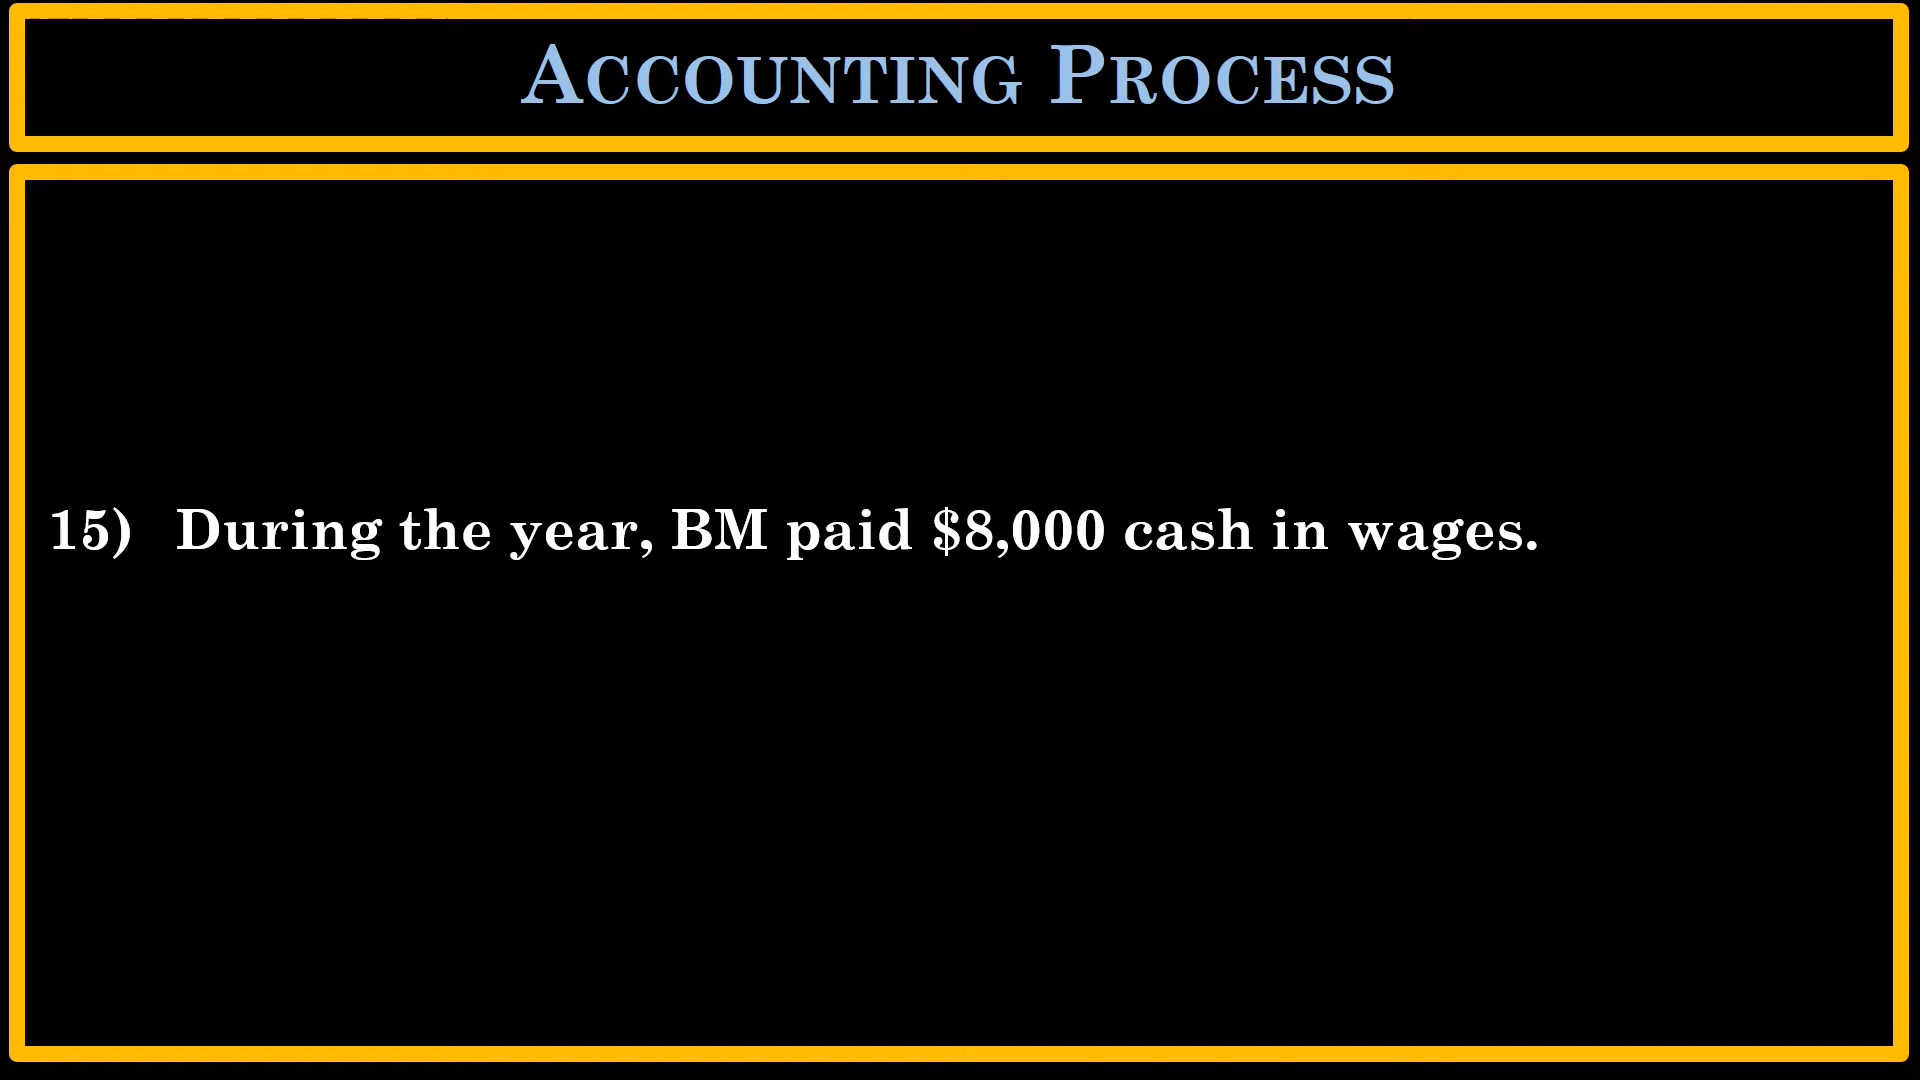 Accounting Process
15) During the year, BM paid $8,000 cash in wages.